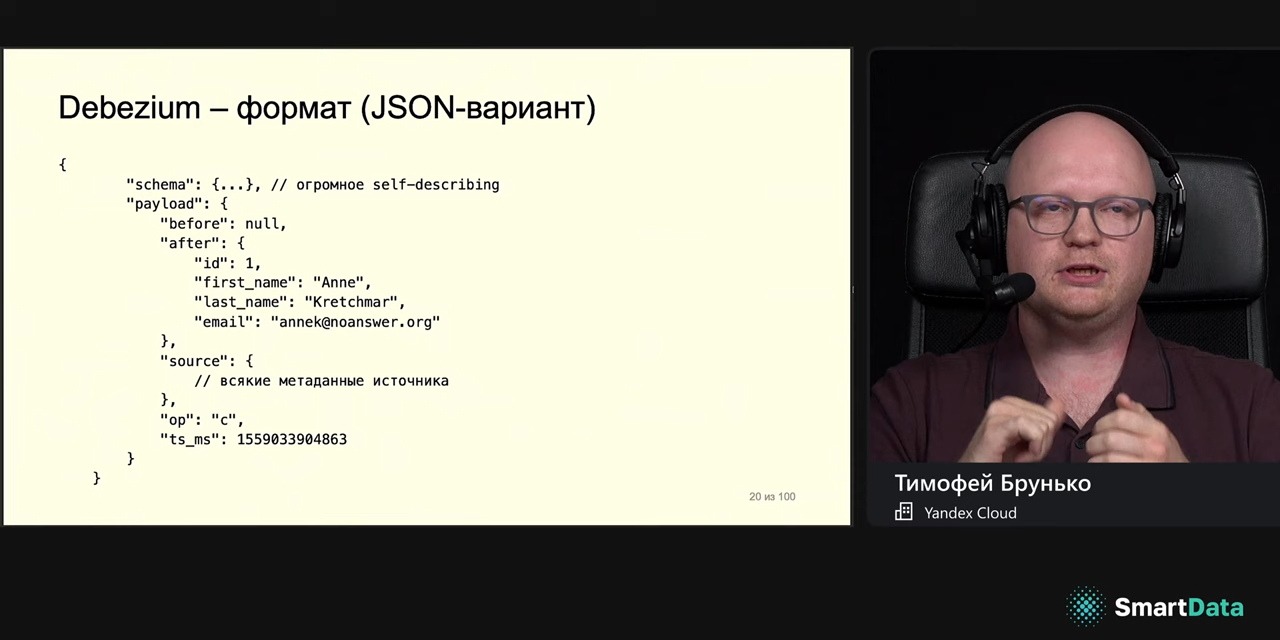 Debezium – формат (JSON-вариант)
{
"schema": {...}, // огромное self-describing
"payload": {
"before": null,
"after": {
"id": 1,
"first_name": "Anne",
"last_name": "Kretchmar",
"email": "annek@noanswer.org"
},
"source": {
// всякие метаданные источника
},
"op": "c",
"ts_ms": 1559033904863
}
}
20 из 100
Тимофей Брунько
Yandex Cloud
SmartData